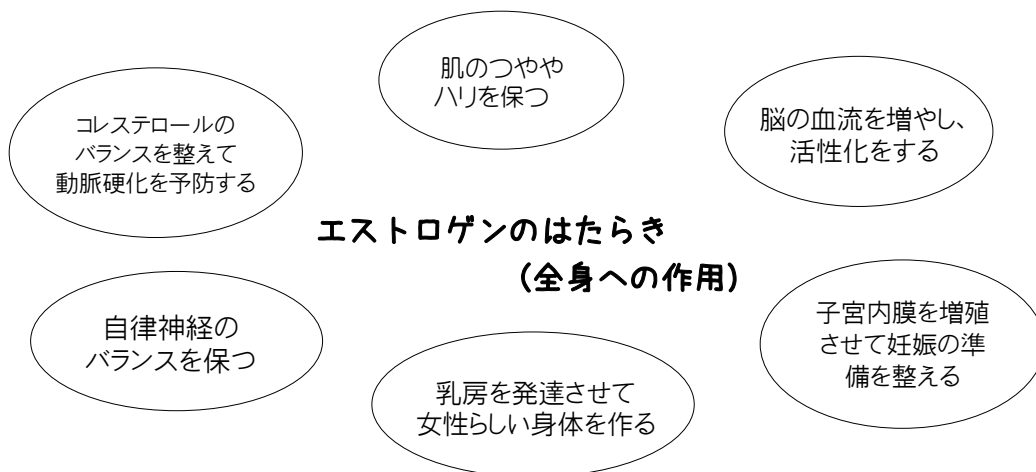 肌のつやや
ハリを保つ
コレステロールの
バランスを整えて
動脈硬化を予防する
脳の血流を増やし、
活性化をする
エストロゲンのはたらき
(全身への作用)
自律神経の
バランスを保つ
子宮内膜を増殖
させて妊娠の準
備を整える
乳房を発達させて
女性らしい身体を作る